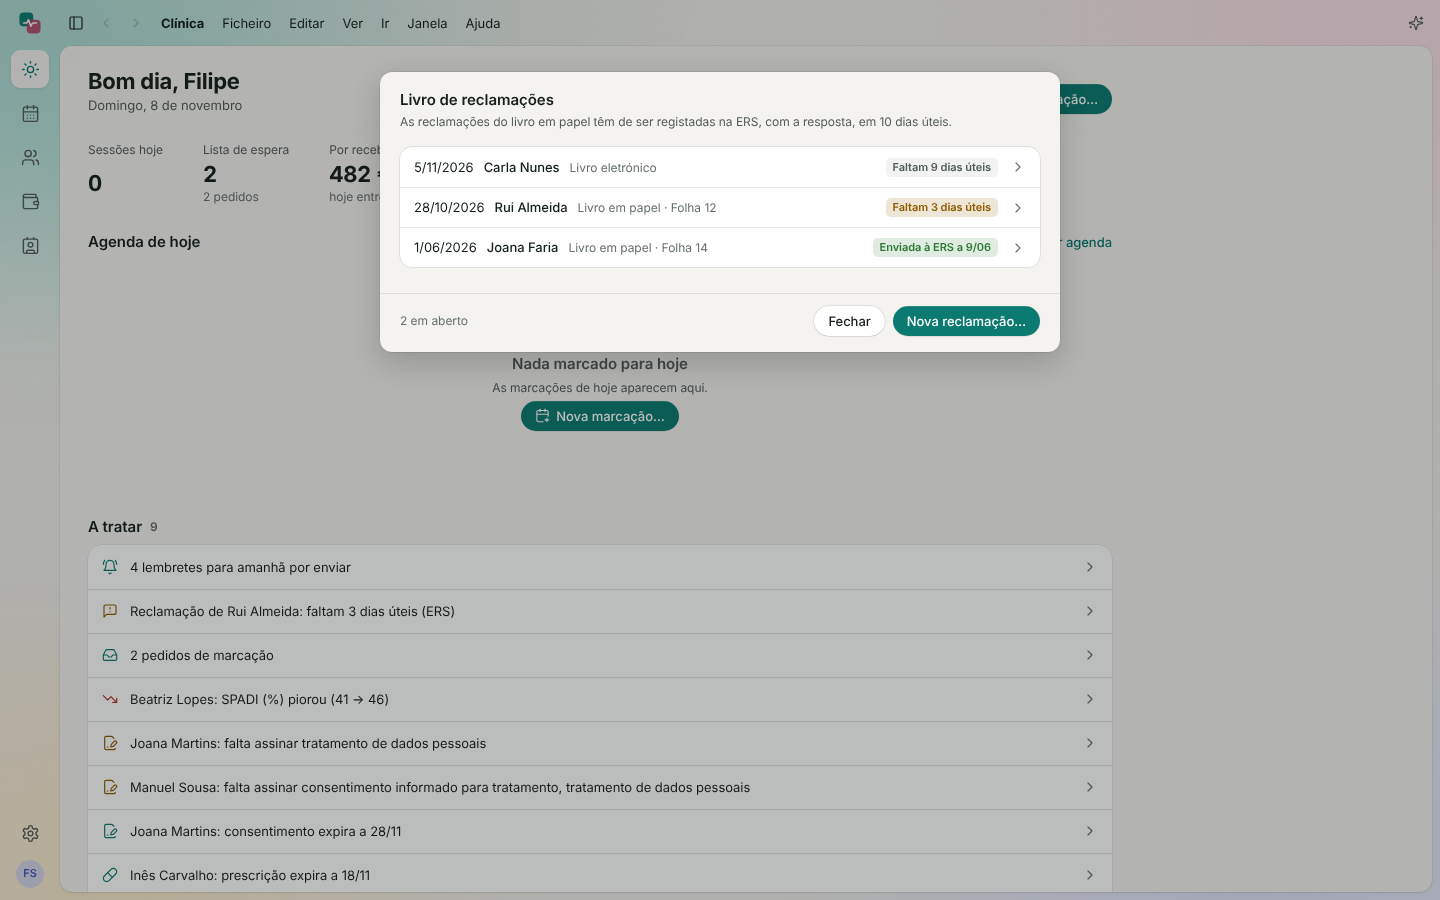 Clínica Ficheiro Editar Ver Ir Janela Ajuda
Bom dia, Filipe
Domingo, 8 de novembro
Sessões hoje
0
Lista de espera
2
2 pedidos
482
Agenda de hoje
agenda
Livro de reclamações
As reclamações do livro em papel têm de ser registadas na ERS, com a resposta, em 10 dias úteis.
5/11/2026 Carla Nunes Livro eletrónico Faltam 9 dias úteis
28/10/2026 Rui Almeida Livro em papel · Folha 12 Faltam 3 dias úteis
1/06/2026 Joana Faria Livro em papel · Folha 14 Enviada à ERS a 9/06
2 em aberto Fechar Nova reclamação...
Nada marcado para hoje
As marcações de hoje aparecem aqui.
Nova marcação...
A tratar 9
4 lembretes para amanhã por enviar
Reclamação de Rui Almeida: faltam 3 dias úteis (ERS)
2 pedidos de marcação
Beatriz Lopes: SPADI (%) piorou (41 → 46)
Joana Martins: falta assinar tratamento de dados pessoais
Manuel Sousa: falta assinar consentimento informado para tratamento, tratamento de dados pessoais
Joana Martins: consentimento expira a 28/11
Inês Carvalho: prescrição expira a 18/11
FS